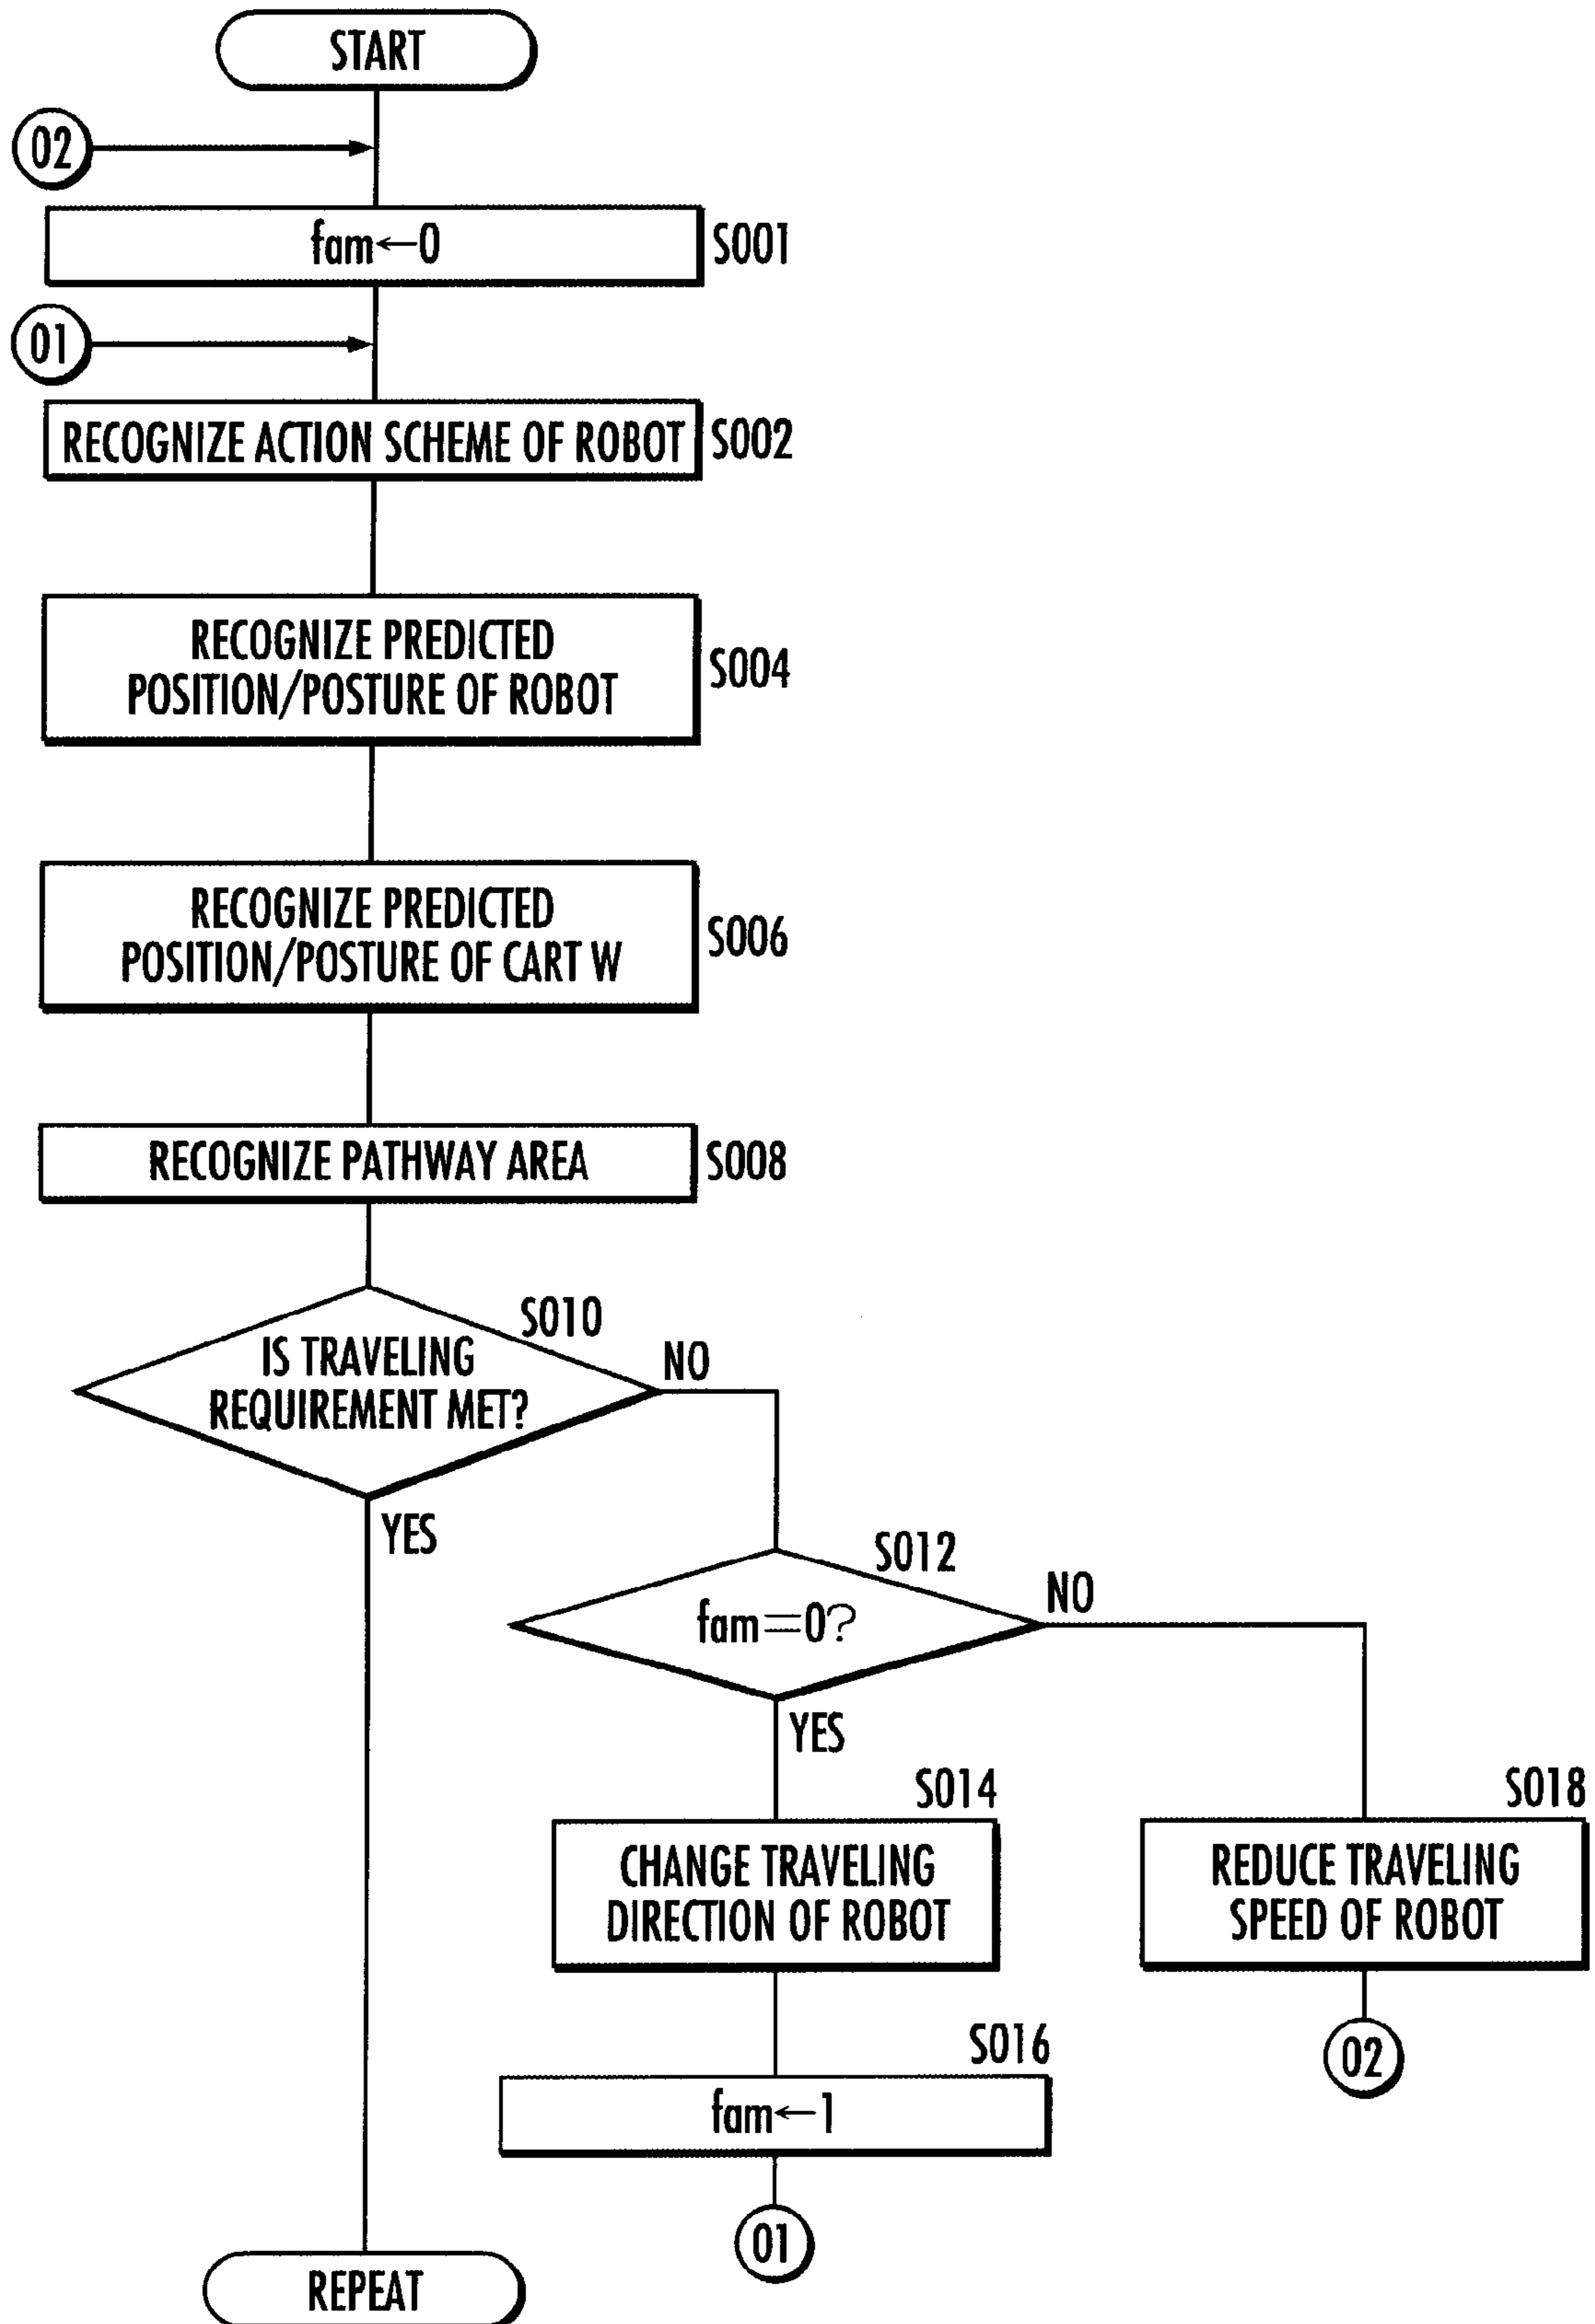 START
02
fam←0
S001
01
RECOGNIZE ACTION SCHEME OF ROBOT
S002
RECOGNIZE PREDICTED
POSITION/POSTURE OF ROBOT
S004
RECOGNIZE PREDICTED
POSITION/POSTURE OF CART W
S006
RECOGNIZE PATHWAY AREA
S008
S010
IS TRAVELING
REQUIREMENT MET?
NO
YES
S012
fam=0?
NO
YES
S014
CHANGE TRAVELING
DIRECTION OF ROBOT
S018
REDUCE TRAVELING
SPEED OF ROBOT
S016
fam←1
02
01
REPEAT